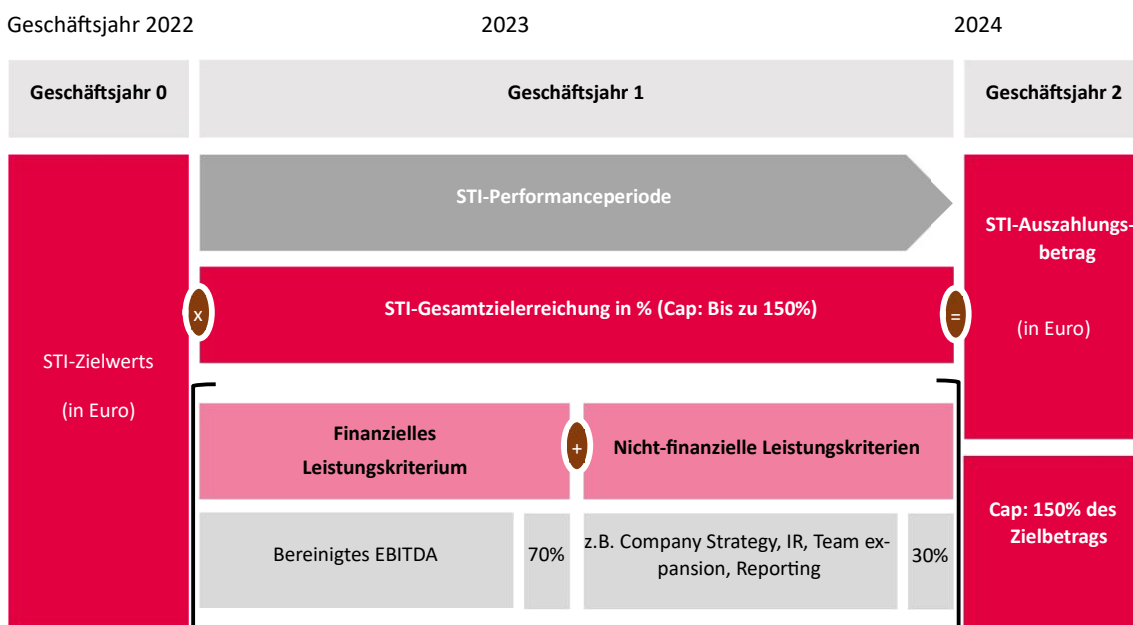 Geschäftsjahr 2022
2023
2024
Geschäftsjahr 0
Geschäftsjahr 1
Geschäftsjahr 2
STI-Performanceperiode
STI-Auszahlungs-
betrag
(in Euro)
STI-Gesamtzielerreichung in % (Cap: Bis zu 150%)
x
=
STI-Zielwerts
(in Euro)
Finanzielles
Leistungskriterium
+
Nicht-finanzielle Leistungskriterien
Cap: 150% des
Zielbetrags
Bereinigtes EBITDA
70%
z.B. Company Strategy, IR, Team ex-
pansion, Reporting
30%